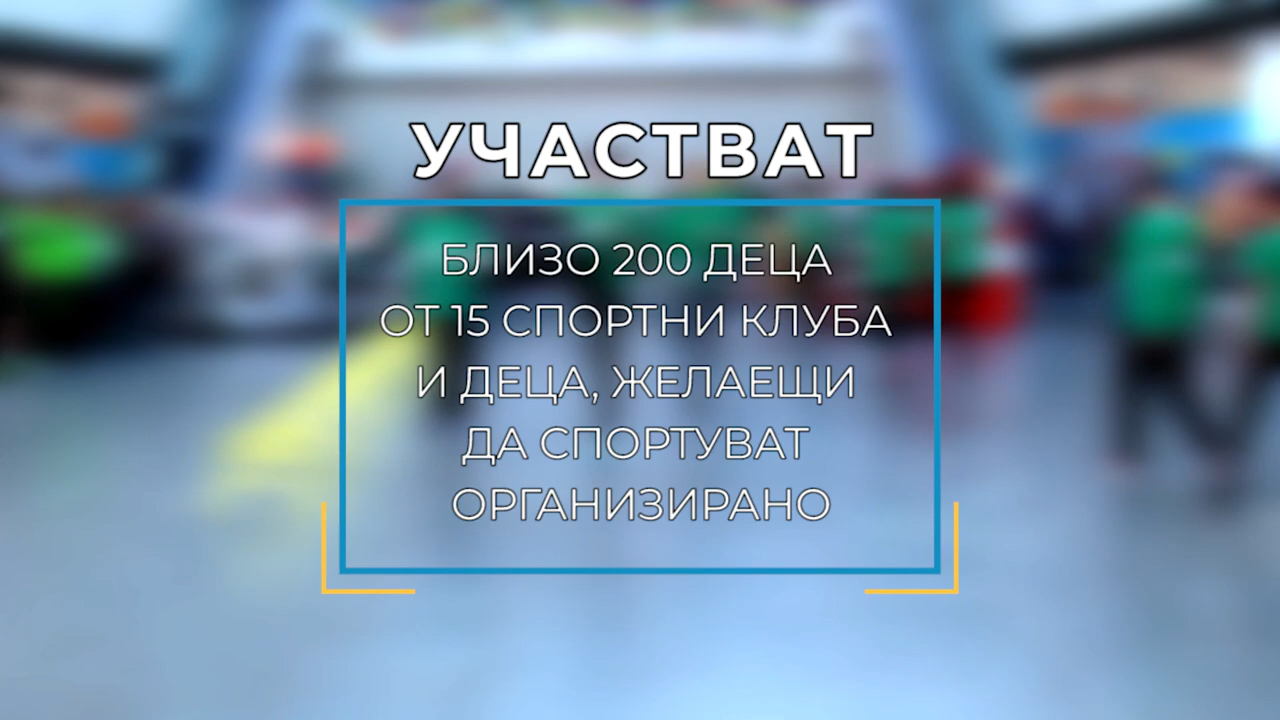 УЧАСТВАТ
БЛИЗО 200 ДЕЦА
ОТ 15 СПОРТНИ КЛУБА
И ДЕЦА, ЖЕЛАЕЩИ
ДА СПОРТУВАТ
ОРГАНИЗИРАНО